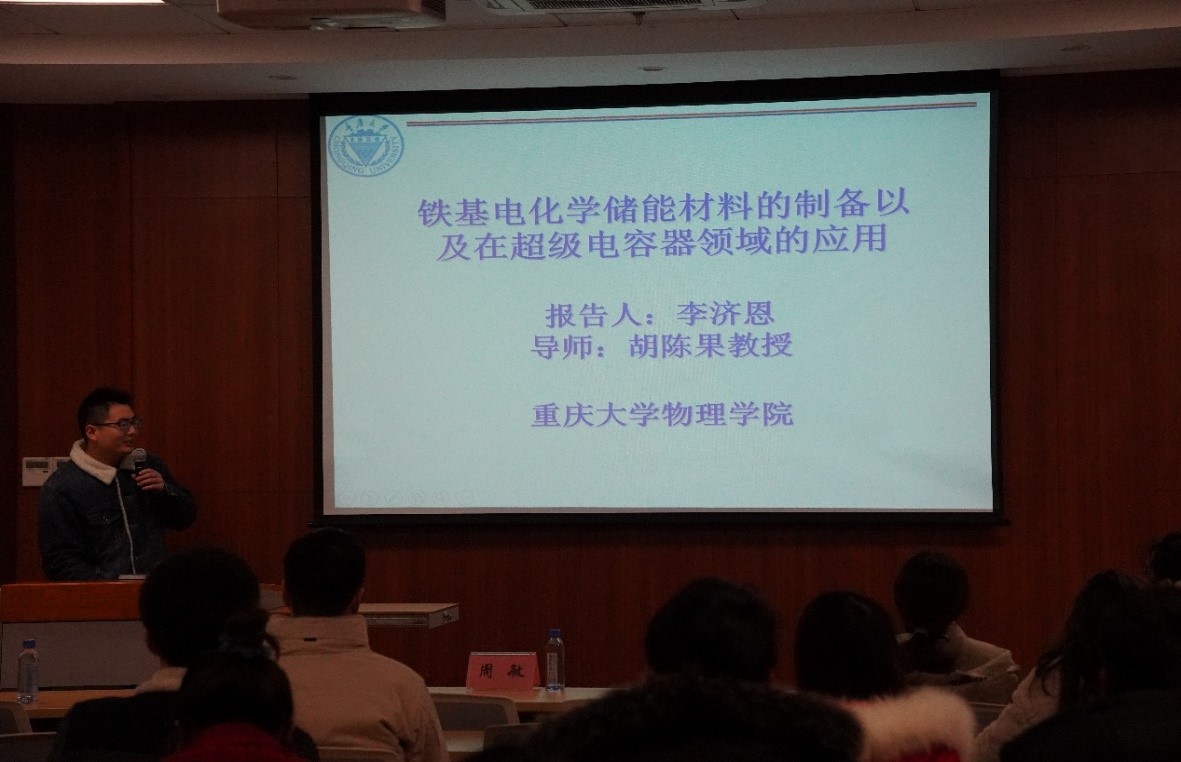 CHONGQING UNIVERSITY
铁基电化学储能材料的制备以
及在超级电容器领域的应用
报告人：李济恩
导师：胡陈果教授
重庆大学物理学院
周 敏